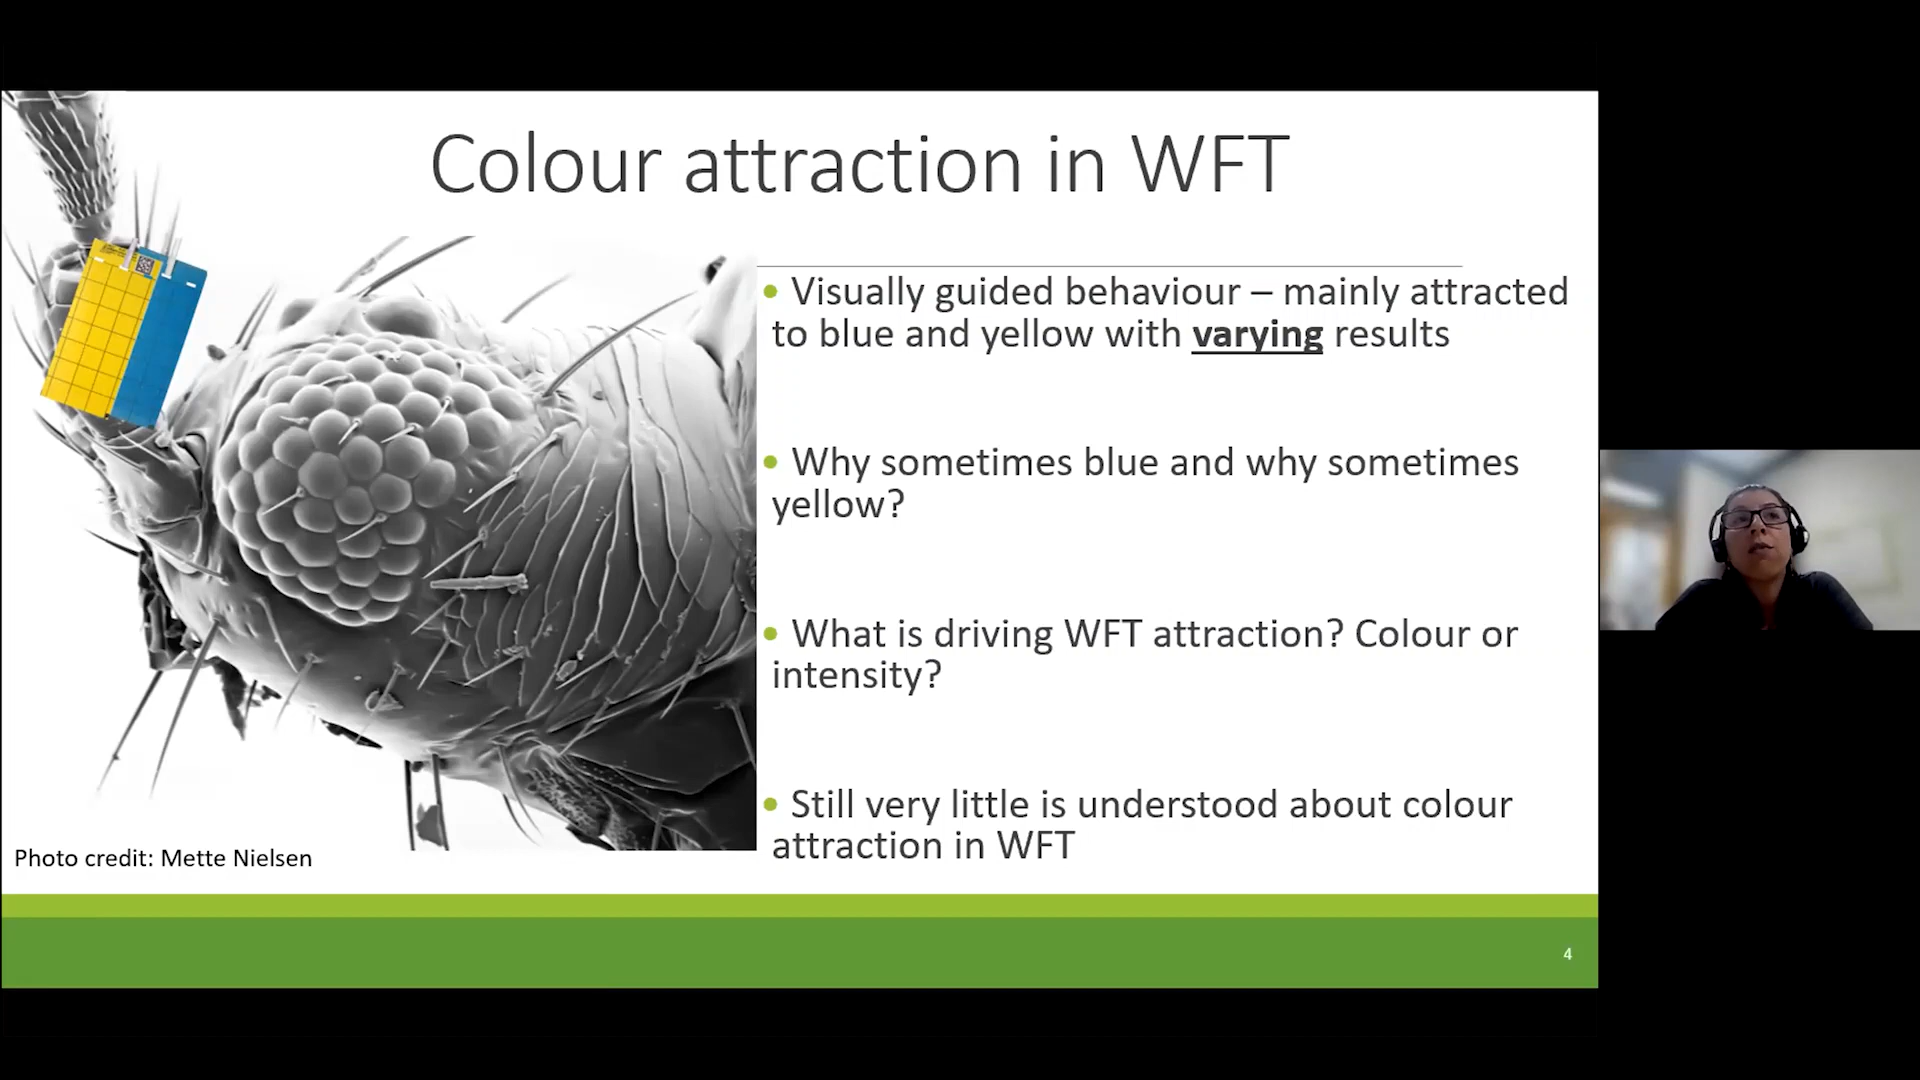 Colour attraction in WFT
• Visually guided behaviour – mainly attracted
to blue and yellow with varying results
• Why sometimes blue and why sometimes
yellow?
• What is driving WFT attraction? Colour or
intensity?
• Still very little is understood about colour
attraction in WFT
Photo credit: Mette Nielsen
4